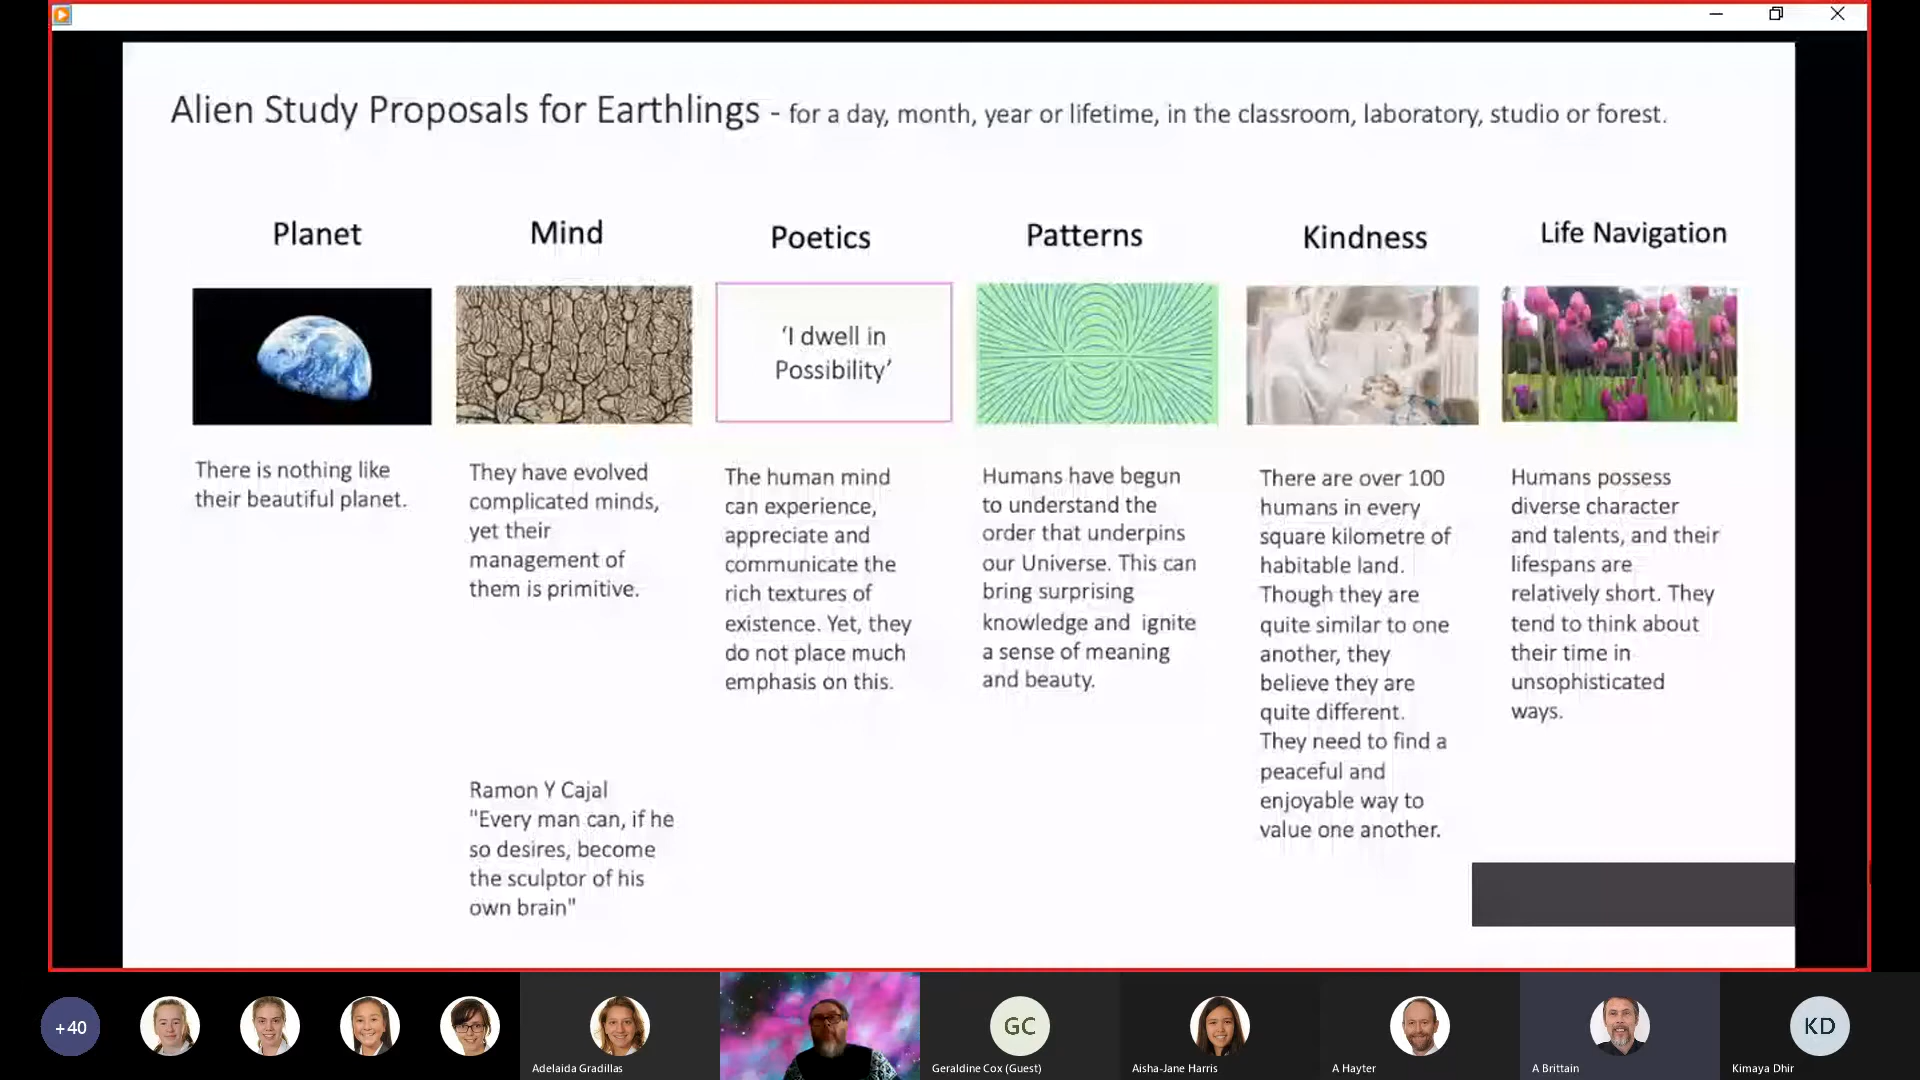 Alien Study Proposals for Earthlings - for a day, month, year or lifetime, in the classroom, laboratory, studio or forest.
Planet
There is nothing like
their beautiful planet.
Mind
They have evolved
complicated minds,
yet their
management of
them is primitive.
Ramon Y Cajal
"Every man can, if he
so desires, become
the sculptor of his
own brain"
Poetics
‘I dwell in
Possibility’
The human mind
can experience,
appreciate and
communicate the
rich textures of
existence. Yet, they
do not place much
emphasis on this.
Patterns
Humans have begun
to understand the
order that underpins
our Universe. This can
bring surprising
knowledge and ignite
a sense of meaning
and beauty.
Kindness
There are over 100
humans in every
square kilometre of
habitable land.
Though they are
quite similar to one
another, they
believe they are
quite different.
They need to find a
peaceful and
enjoyable way to
value one another.
Life Navigation
Humans possess
diverse character
and talents, and their
lifespans are
relatively short. They
tend to think about
their time in
unsophisticated
ways.
+40
Adelaida Gradillas
GC
Geraldine Cox (Guest)
Aisha-Jane Harris
A Hayter
A Brittain
KD
Kimaya Dhir